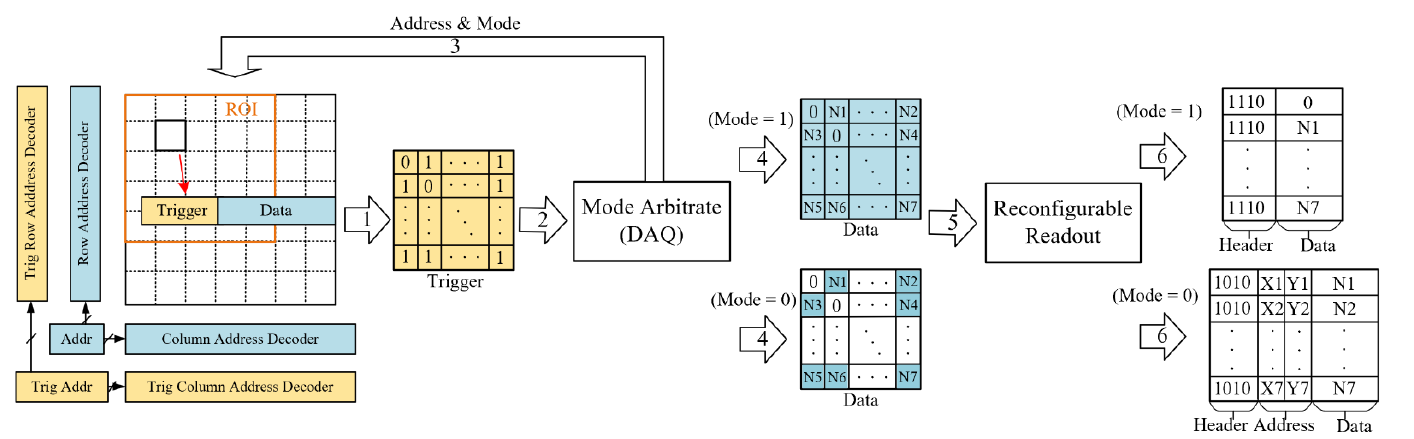 Address & Mode
3
Trig Row Adddress Decoder
Row Adddress Decoder
ROI
Trigger
Data
Addr
Column Address Decoder
Trig Addr
Trig Column Address Decoder
1
0 1 · · · 1
1 0 · · · 1
1 1 · · · 1
Trigger
2
Mode Arbitrate
(DAQ)
(Mode = 1)
4
0 N1 · · · N2
N3 0 · · · N4
N5 N6 · · · N7
Data
(Mode = 0)
4
0 N1 · · · N2
N3 0 · · · N4
N5 N6 · · · N7
Data
5
Reconfigurable
Readout
(Mode = 1)
6
1110 0
1110 N1
1110 N7
Header Data
(Mode = 0)
6
1010 X1 Y1 N1
1010 X2 Y2 N2
1010 X7 Y7 N7
Header Address Data